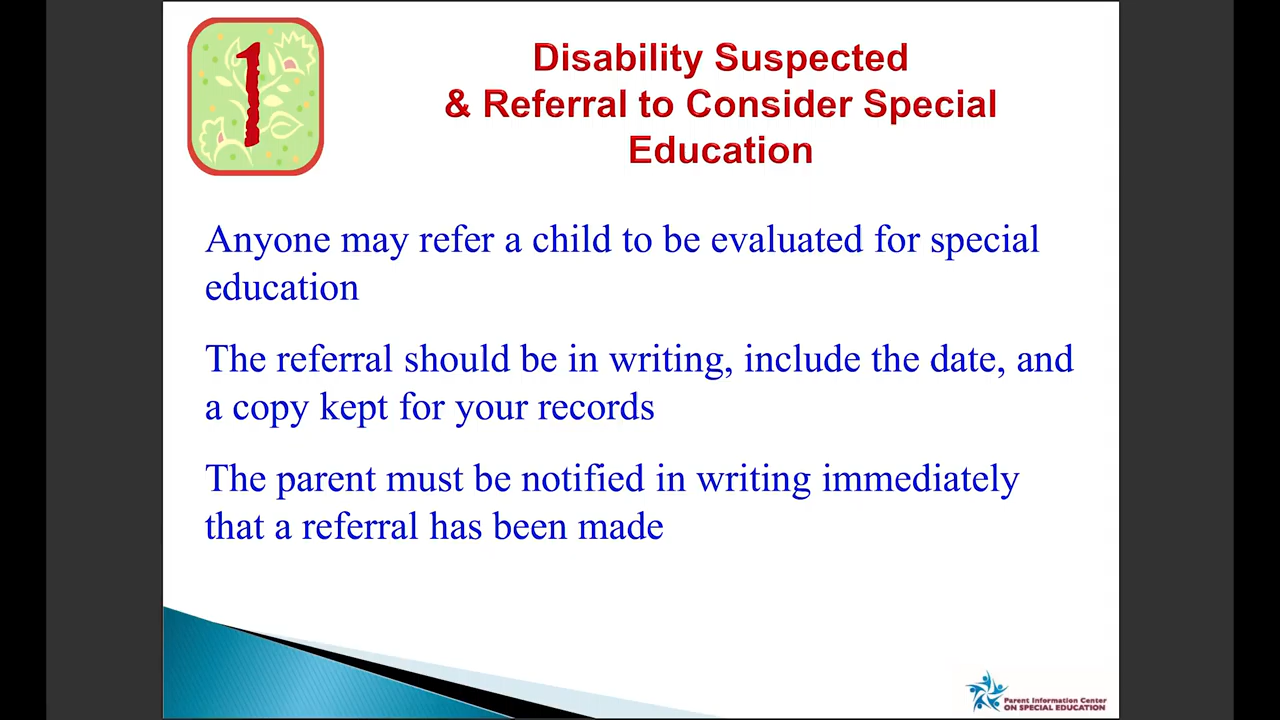 1
Disability Suspected
& Referral to Consider Special
Education
Anyone may refer a child to be evaluated for special
education
The referral should be in writing, include the date, and
a copy kept for your records
The parent must be notified in writing immediately
that a referral has been made
Parent Information Center
ON SPECIAL EDUCATION